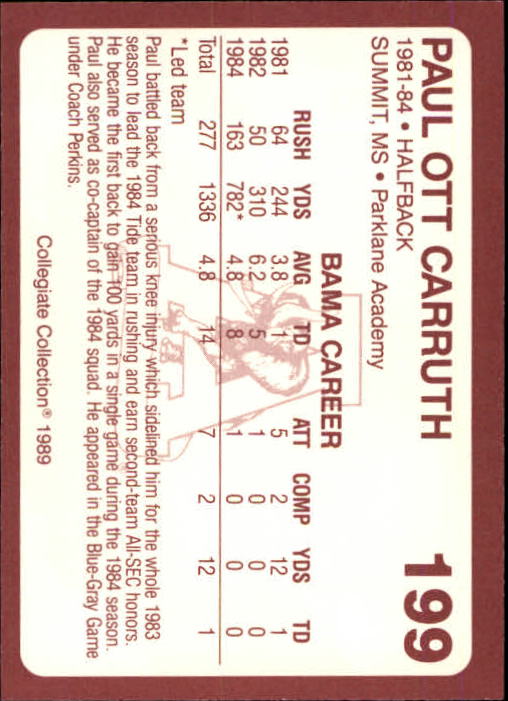 PAUL OTT CARRUTH 199
1981-84 • HALFBACK
SUMMIT, MS • Parklane Academy
BAMA CAREER
RUSH YDS AVG TD ATT COMP YDS TD
1981 64 244 3.8 1 5 2 12 1
1982 50 310 6.2 5 1 0 0 0
1984 163 782* 4.8 8 1 0 0 0
Total 277 1336 4.8 14 7 2 12 1
*Led team
Paul battled back from a serious knee injury which sidelined him for the whole 1983
season to lead the 1984 Tide team in rushing and earn second-team All-SEC honors.
He became the first back to gain 100 yards in a single game during the 1984 season.
Paul also served as co-captain of the 1984 squad. He appeared in the Blue-Gray Game
under Coach Perkins.
Collegiate Collection® 1989